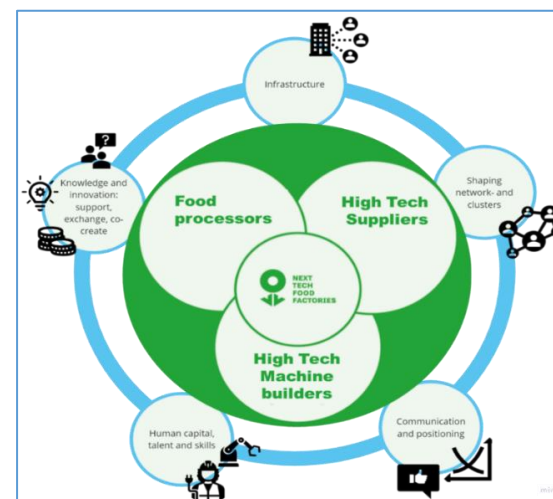 Infrastructure
Knowledge and
innovation;
support,
exchange, co-
create
Food
processors
High Tech
Suppliers
Shaping
network- and
clusters
NEXT
TECH
FOOD
FACTORIES
High Tech
Machine
builders
Human capital,
talent and skills
Communication
and positioning